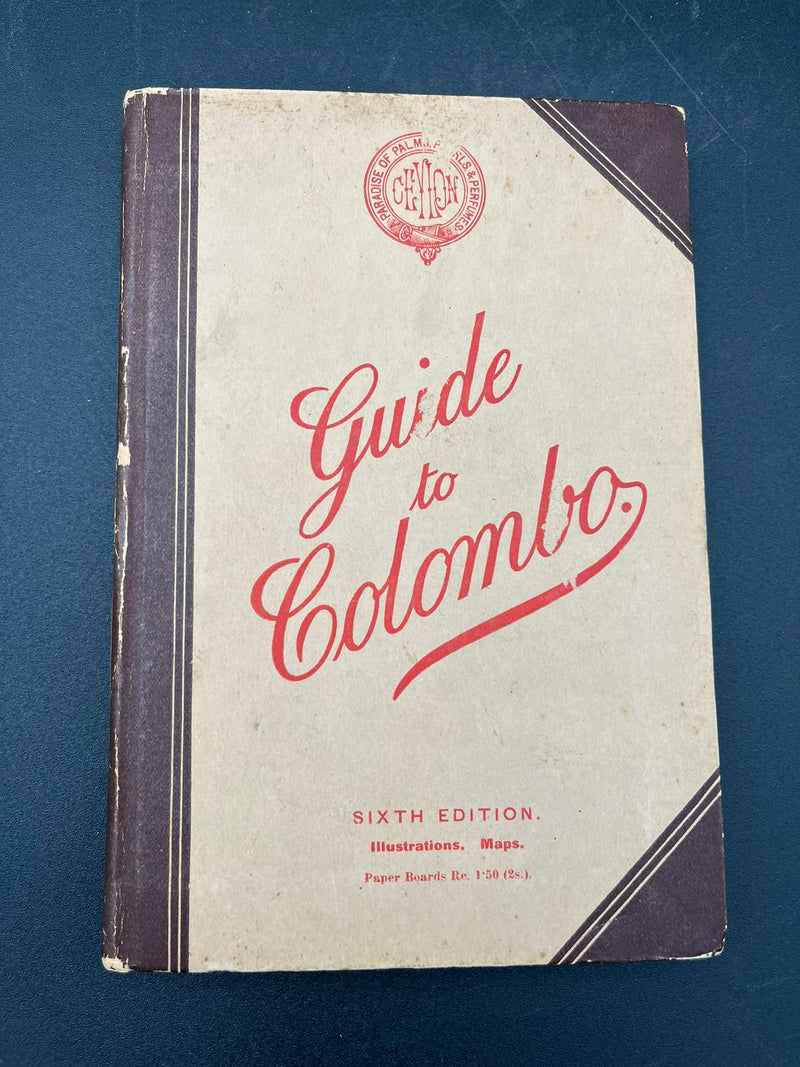 A PARADISE OF PALMS, & PERFUMES
CEYLON
Guide
to
Colombo.
SIXTH EDITION.
Illustrations. Maps.
Paper Boards Re. 1·50 (2s.).